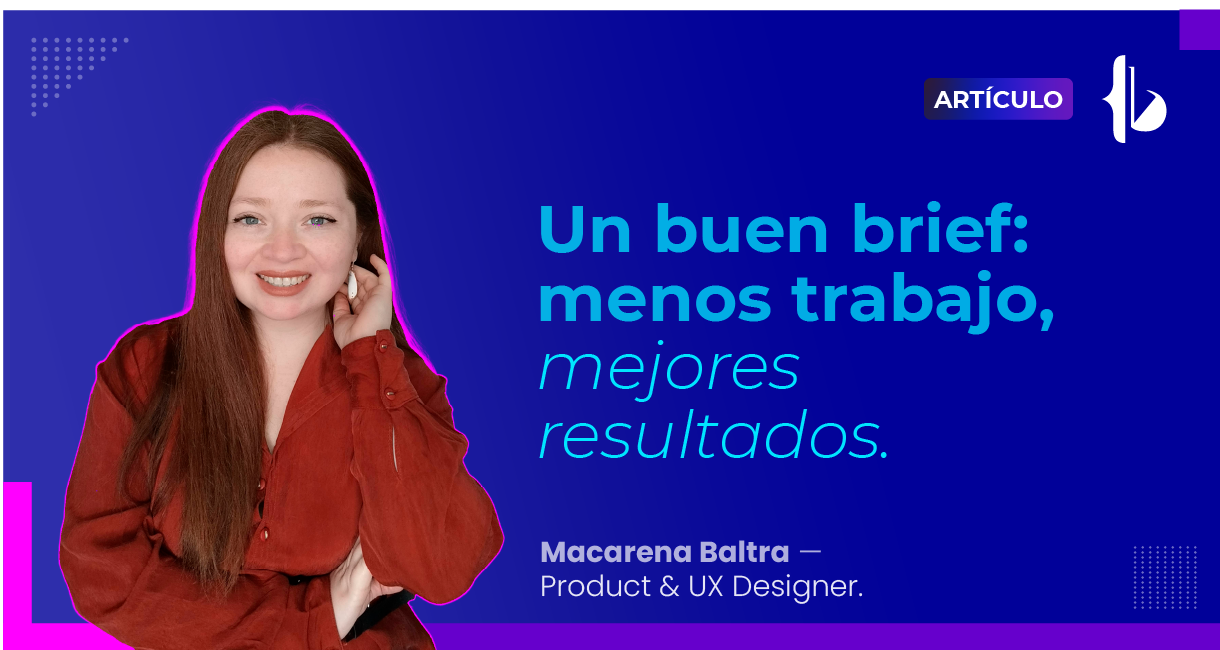 ARTÍCULO
Un buen brief:
menos trabajo,
mejores
resultados.
Macarena Baltra —
Product & UX Designer.